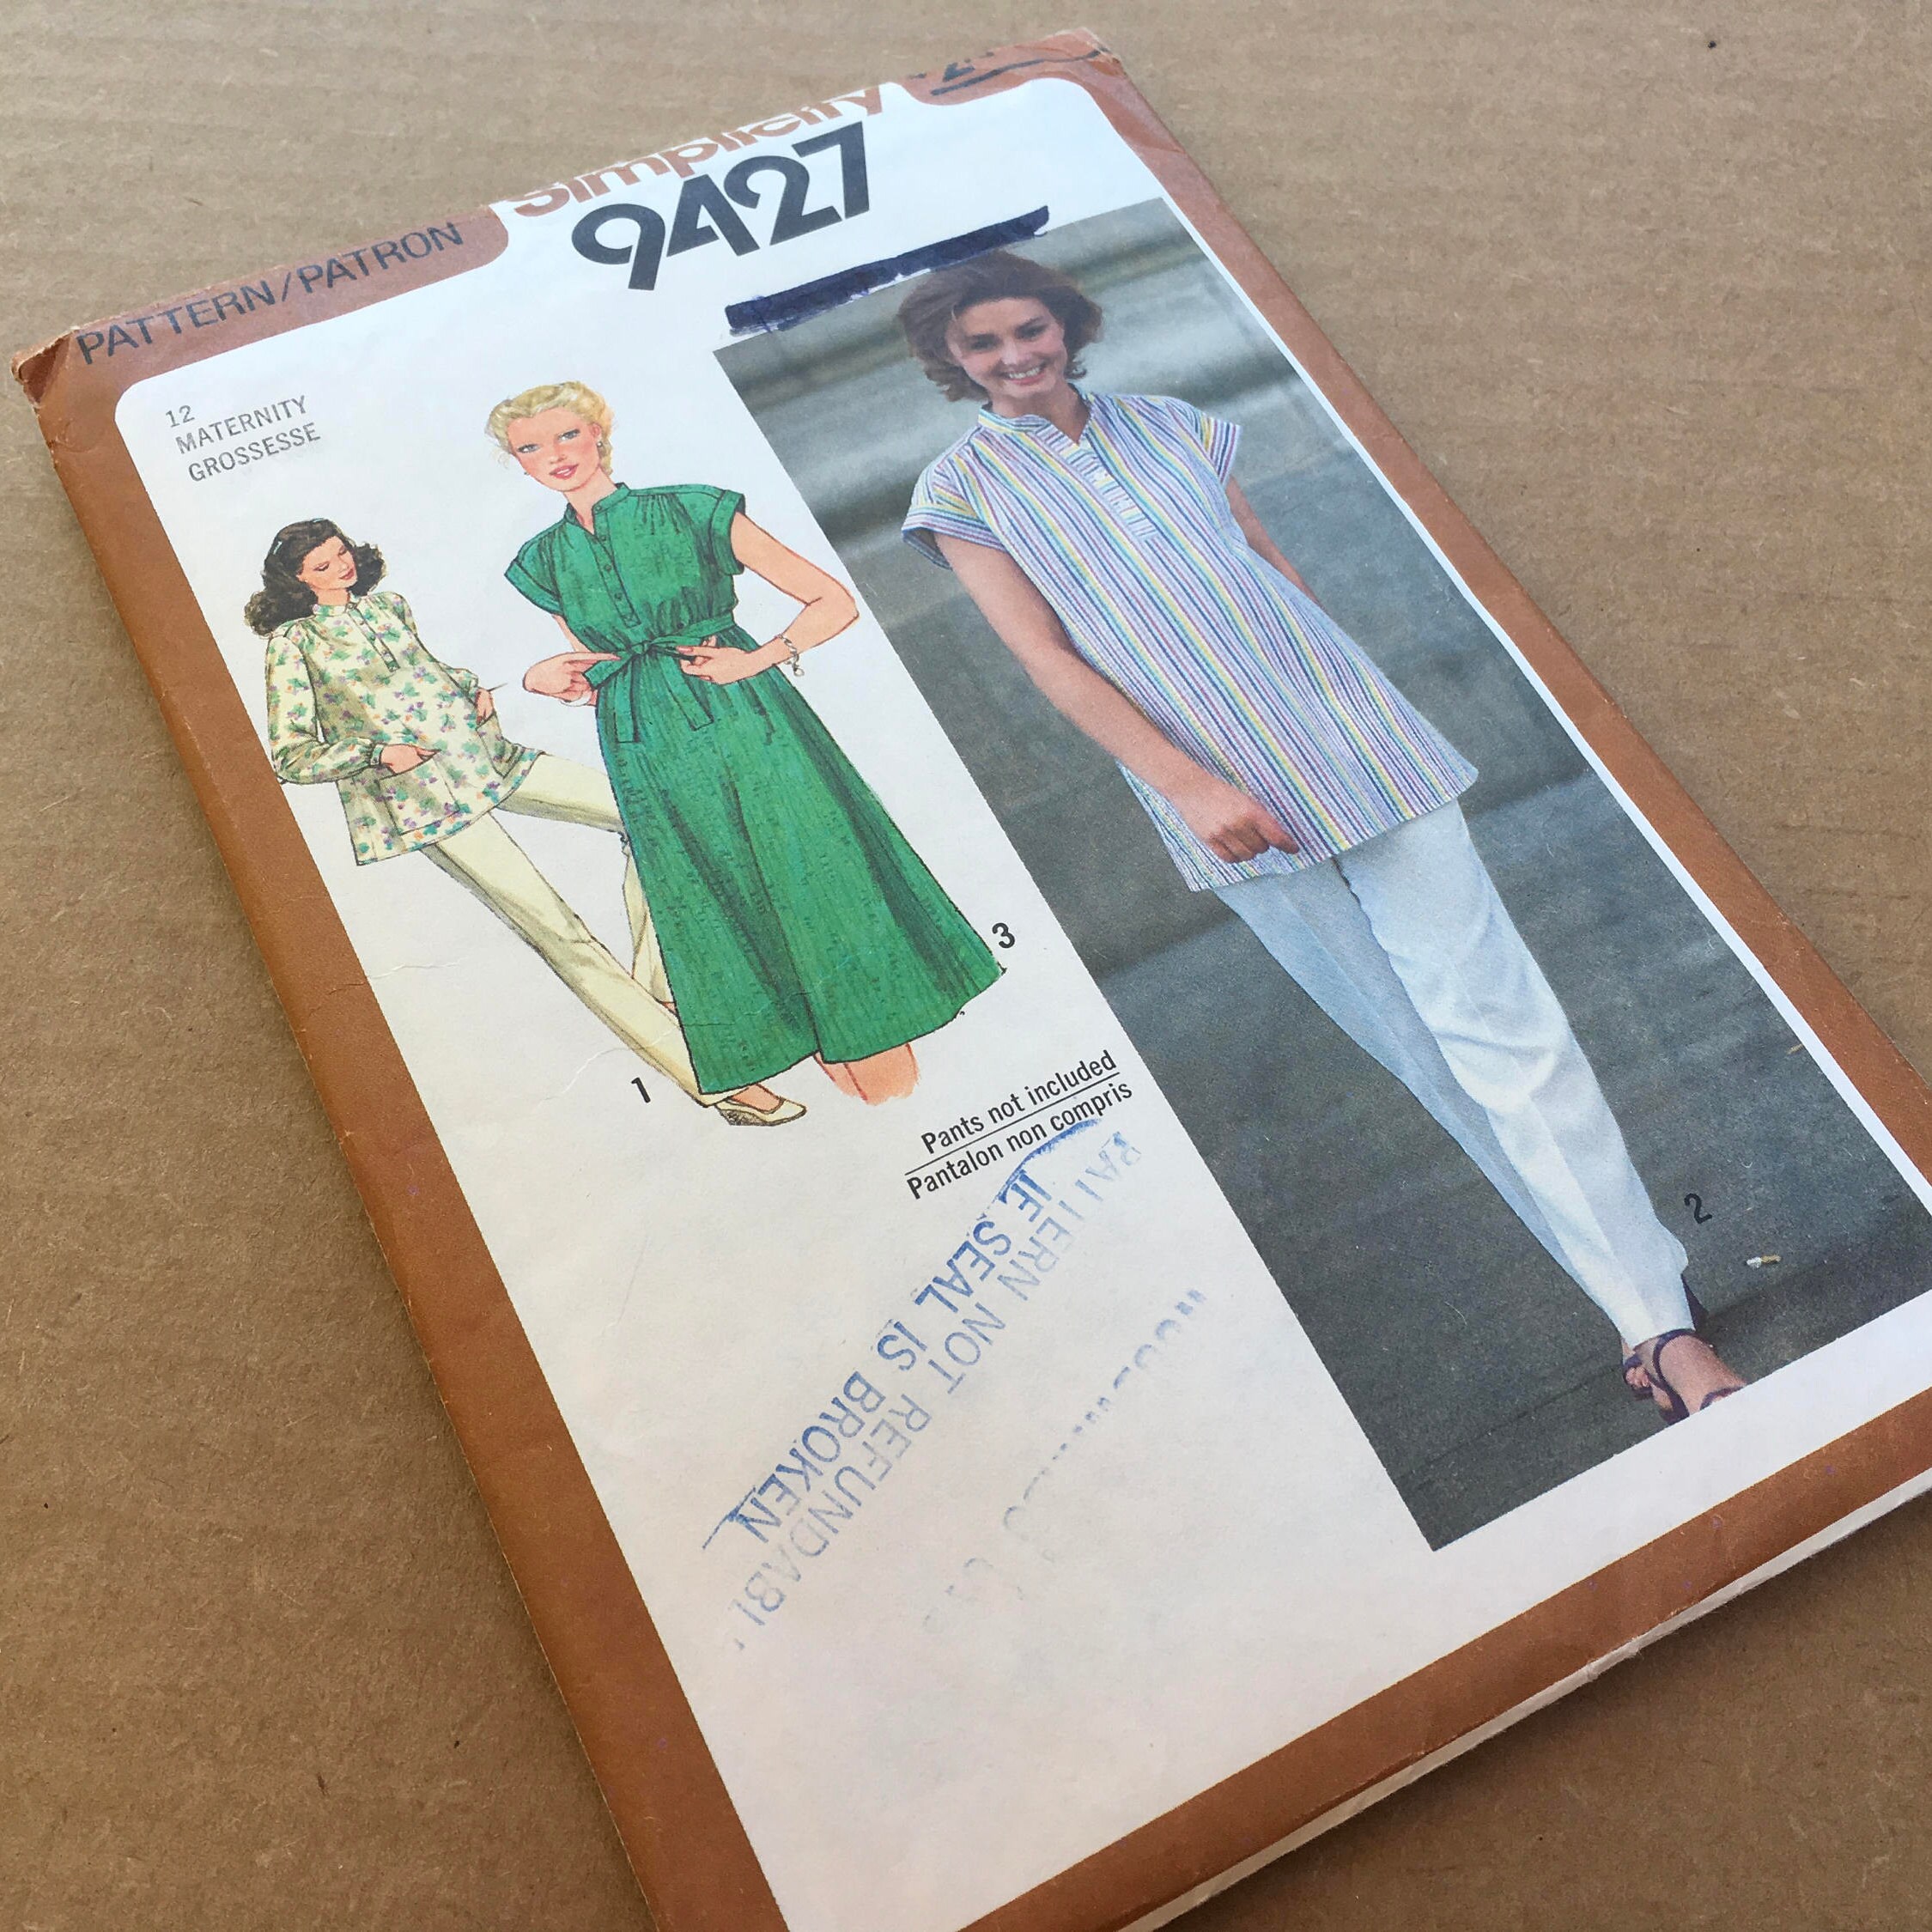 PATTERN/PATRON
Simplicity
9427
12
MATERNITY
GROSSESSE
1
3
Pants not included
Pantalon non compris
2
PATTERN NOT
IF SEAL IS BROKEN